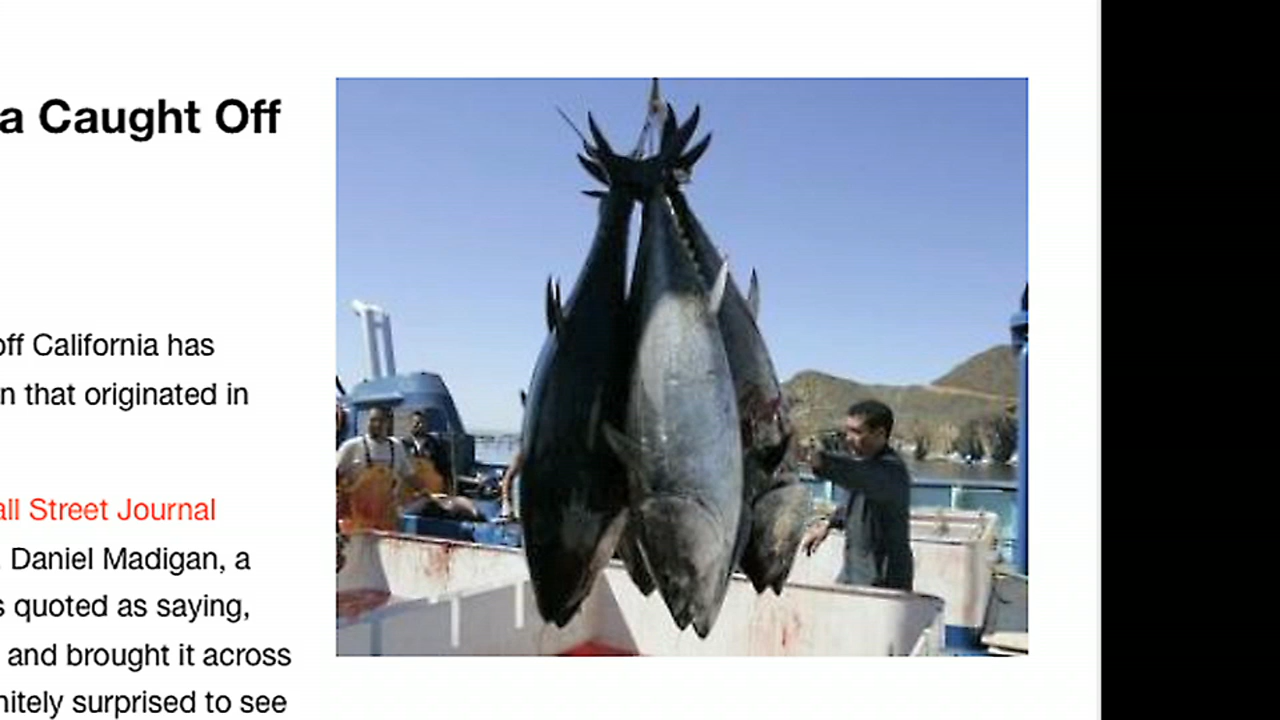 a Caught Off
off California has
n that originated in
all Street Journal
. Daniel Madigan, a
s quoted as saying,
and brought it across
nitely surprised to see